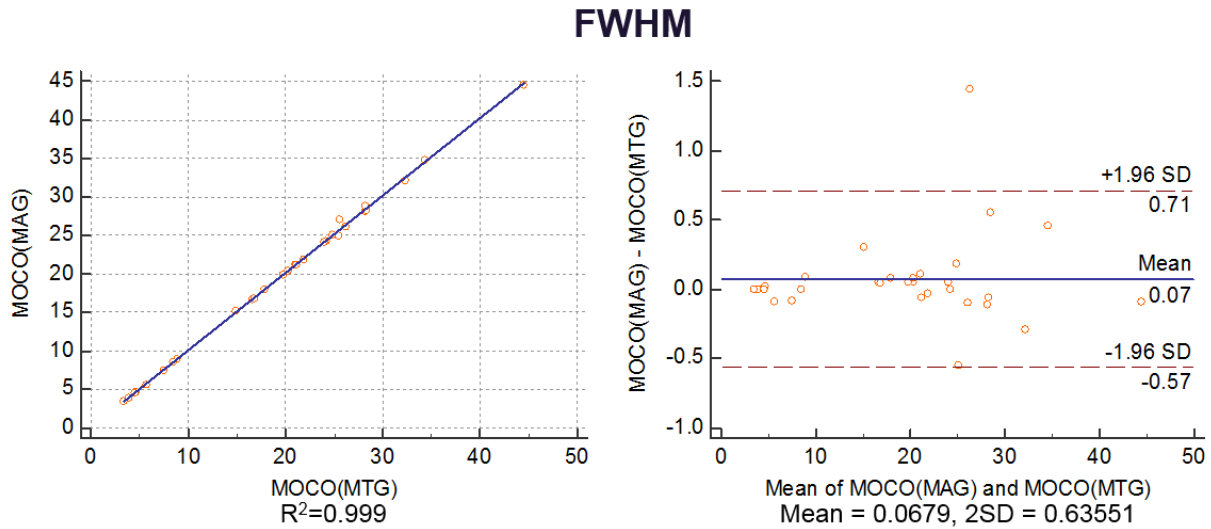 FWHM
MOCO(MAG)
45
40
35
30
25
20
15
10
5
0
0 10 20 30 40 50
MOCO(MTG)
R²=0.999
MOCO(MAG) - MOCO(MTG)
1.5
1.0
0.5
0.0
-0.5
-1.0
+1.96 SD
0.71
Mean
0.07
-1.96 SD
-0.57
0 10 20 30 40 50
Mean of MOCO(MAG) and MOCO(MTG)
Mean = 0.0679, 2SD = 0.63551